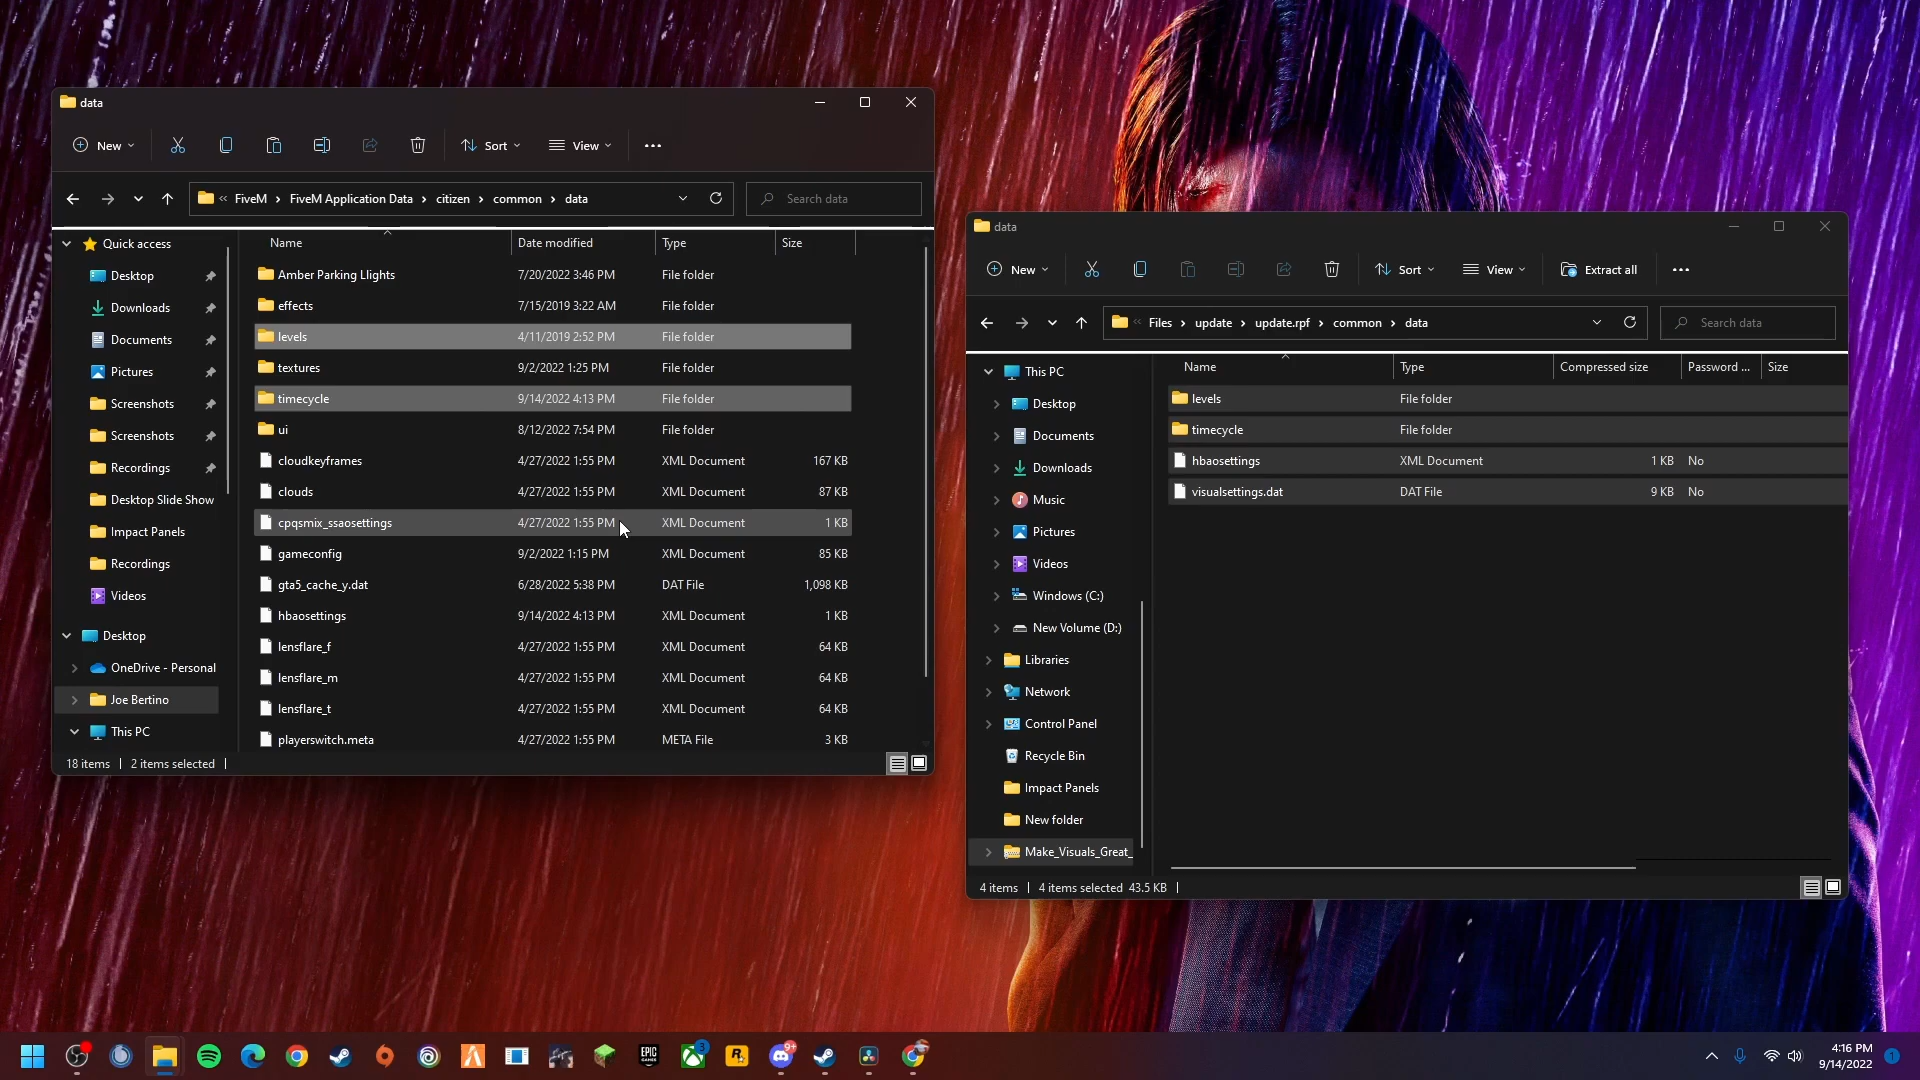 data
New
Sort
View
FiveM > FiveM Application Data > citizen > common > data
Search data
Name
Date modified
Type
Size
Quick access
Desktop
Downloads
Documents
Pictures
Screenshots
Screenshots
Recordings
Desktop Slide Show
Impact Panels
Recordings
Videos
Desktop
OneDrive - Personal
Joe Bertino
This PC
Amber Parking Llights 7/20/2022 3:46 PM File folder
effects 7/15/2019 3:22 AM File folder
levels 4/11/2019 2:52 PM File folder
textures 9/2/2022 1:25 PM File folder
timecycle 9/14/2022 4:13 PM File folder
ui 8/12/2022 7:54 PM File folder
cloudkeyframes 4/27/2022 1:55 PM XML Document 167 KB
clouds 4/27/2022 1:55 PM XML Document 87 KB
cpqsmix_ssaosettings 4/27/2022 1:55 PM XML Document 1 KB
gameconfig 9/2/2022 1:15 PM XML Document 85 KB
gta5_cache_y.dat 6/28/2022 5:38 PM DAT File 1,098 KB
hbaosettings 9/14/2022 4:13 PM XML Document 1 KB
lensflare_f 4/27/2022 1:55 PM XML Document 64 KB
lensflare_m 4/27/2022 1:55 PM XML Document 64 KB
lensflare_t 4/27/2022 1:55 PM XML Document 64 KB
playerswitch.meta 4/27/2022 1:55 PM META File 3 KB
18 items | 2 items selected |
data
New
Sort
View
Extract all
Files > update > update.rpf > common > data
Search data
Name
Type
Compressed size
Password ...
Size
This PC
Desktop
Documents
Downloads
Music
Pictures
Videos
Windows (C:)
New Volume (D:)
Libraries
Network
Control Panel
Recycle Bin
Impact Panels
New folder
Make_Visuals_Great_
levels File folder
timecycle File folder
hbaosettings XML Document 1 KB No
visualsettings.dat DAT File 9 KB No
4 items | 4 items selected 43.5 KB |
EPIC
GAMES
3
R
9+
4:16 PM
9/14/2022
1